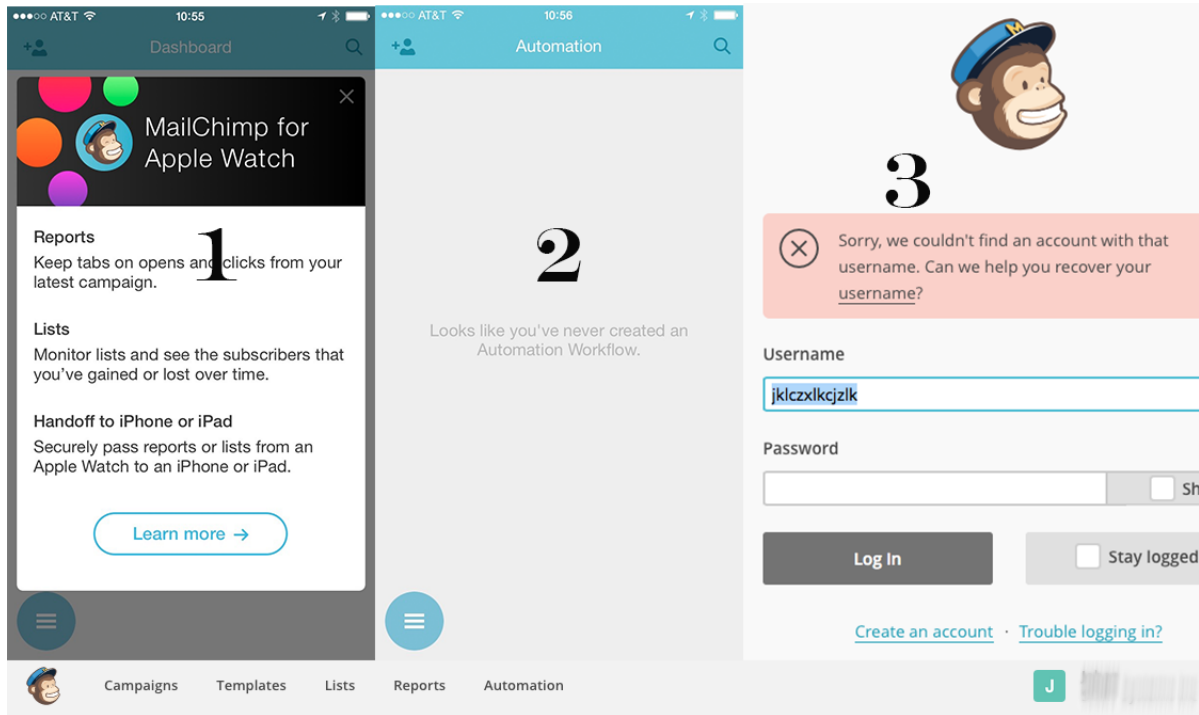 AT&T
10:55
Dashboard
MailChimp for
Apple Watch
Reports
Keep tabs on opens and clicks from your
latest campaign.
Lists
Monitor lists and see the subscribers that
you've gained or lost over time.
Handoff to iPhone or iPad
Securely pass reports or lists from an
Apple Watch to an iPhone or iPad.
Learn more →
1
AT&T
10:56
Automation
2
Looks like you've never created an
Automation Workflow.
3
Sorry, we couldn't find an account with that
username. Can we help you recover your
username?
Username
jklczxlkcjzlk
Password
Sh
Log In
Stay logged
Create an account · Trouble logging in?
Campaigns Templates Lists Reports Automation
J